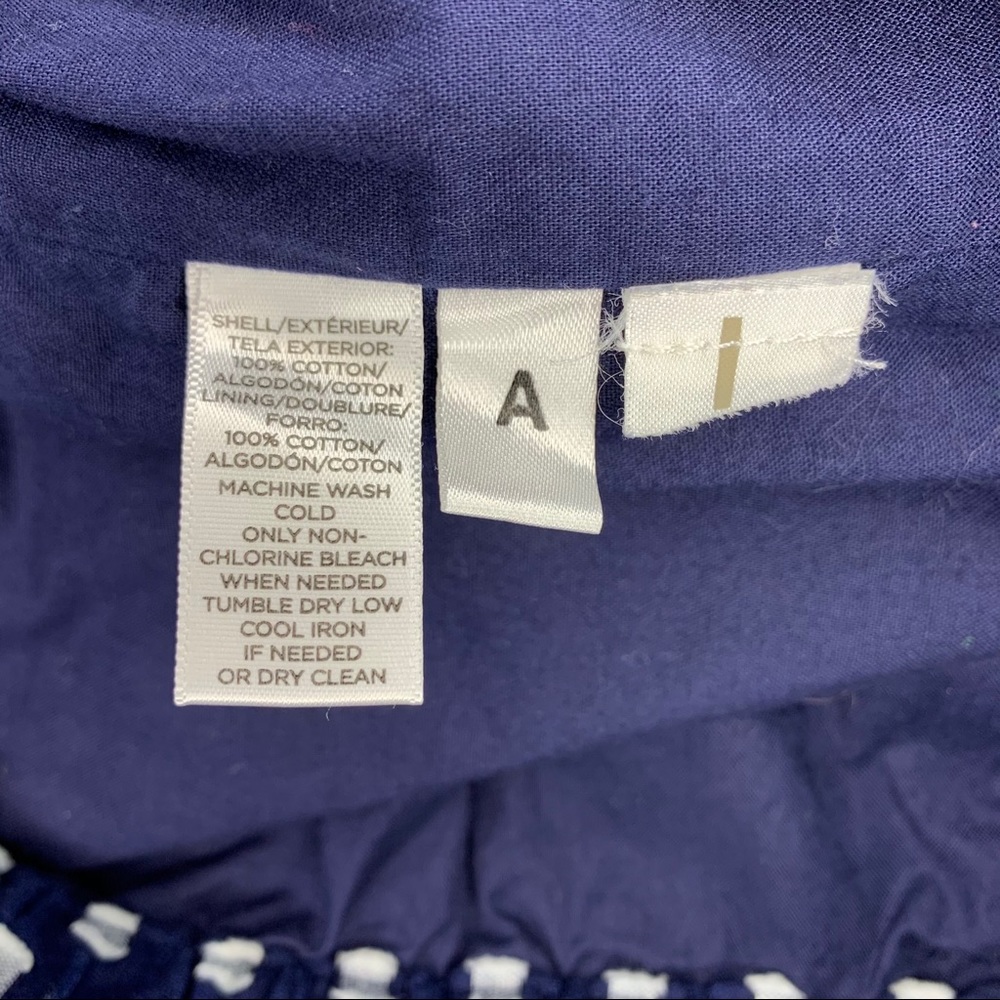 SHELL/EXTÉRIEUR/
TELA EXTERIOR:
100% COTTON/
ALGODÓN/COTON
LINING/DOUBLURE/
FORRO:
100% COTTON/
ALGODÓN/COTON
MACHINE WASH
COLD
ONLY NON-
CHLORINE BLEACH
WHEN NEEDED
TUMBLE DRY LOW
COOL IRON
IF NEEDED
OR DRY CLEAN
A